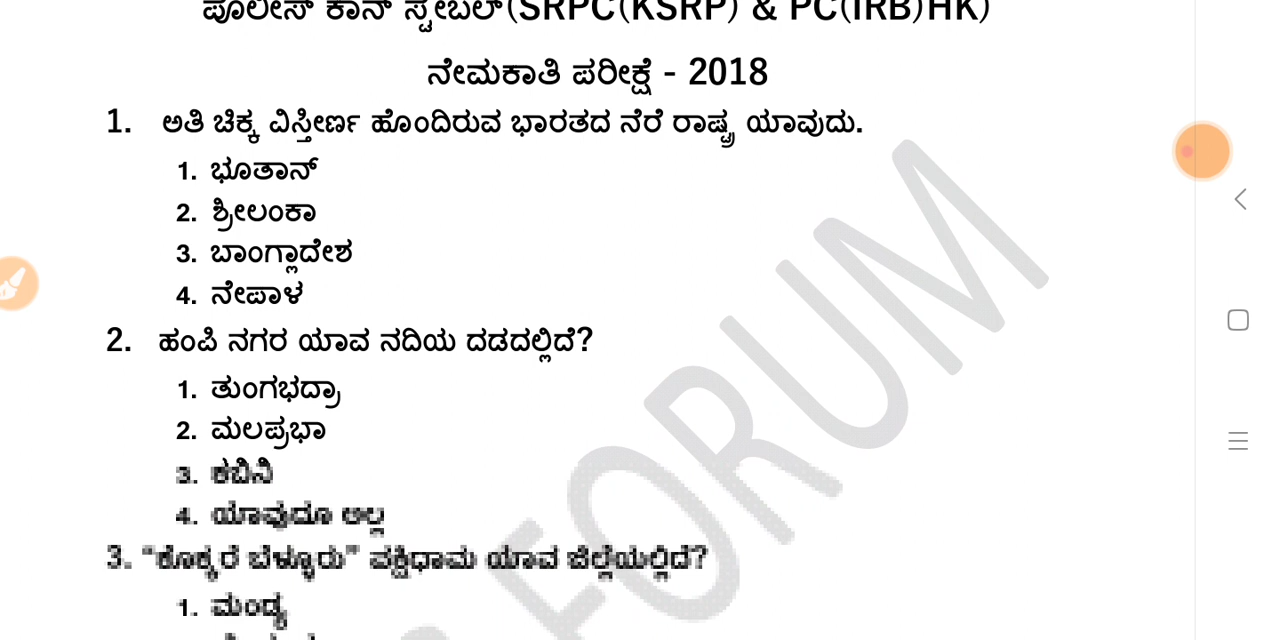 ಪೊಲೀಸ್ ಕಾನ್ ಸ್ಟೇಬಲ್(SRPC(KSRP) & PC(IRB)HK)
ನೇಮಕಾತಿ ಪರೀಕ್ಷೆ - 2018
1. ಅತಿ ಚಿಕ್ಕ ವಿಸ್ತೀರ್ಣ ಹೊಂದಿರುವ ಭಾರತದ ನೆರೆ ರಾಷ್ಟ್ರ ಯಾವುದು.
1. ಭೂತಾನ್
2. ಶ್ರೀಲಂಕಾ
3. ಬಾಂಗ್ಲಾದೇಶ
4. ನೇಪಾಳ
2. ಹಂಪಿ ನಗರ ಯಾವ ನದಿಯ ದಡದಲ್ಲಿದೆ?
1. ತುಂಗಭದ್ರಾ
2. ಮಲಪ್ರಭಾ
3. ಕಬಿನಿ
4. ಯಾವುದೂ ಅಲ್ಲ
3. "ಕೊಕ್ಕರೆ ಬೆಳ್ಳೂರು" ಪಕ್ಷಿಧಾಮ ಯಾವ ಜಿಲ್ಲೆಯಲ್ಲಿದೆ?
1. ಮಂಡ್ಯ
FORUM